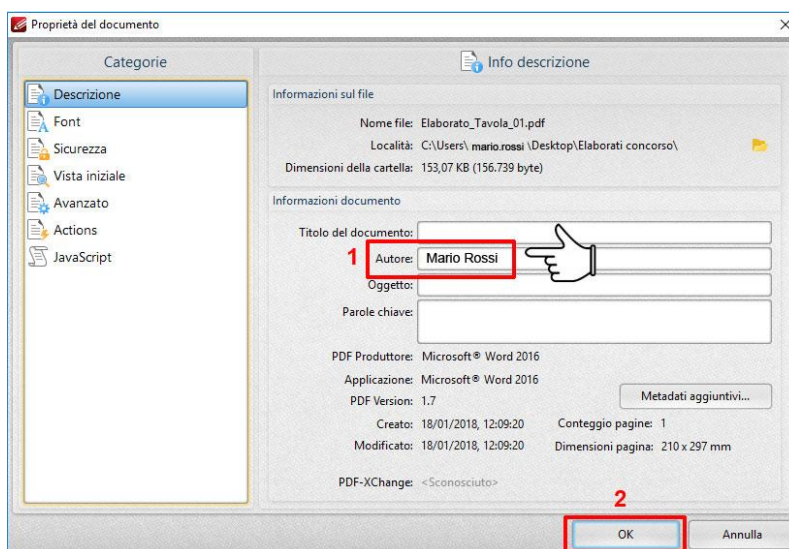 Proprietà del documento
Categorie
Descrizione
Font
Sicurezza
Vista iniziale
Avanzato
Actions
JavaScript
Info descrizione
Informazioni sul file
Nome file: Elaborato_Tavola_01.pdf
Località: C:\Users\ mario.rossi \Desktop\Elaborati concorso\
Dimensioni della cartella: 153,07 KB (156.739 byte)
Informazioni documento
Titolo del documento:
1 Autore: Mario Rossi
Oggetto:
Parole chiave:
PDF Produttore: Microsoft® Word 2016
Applicazione: Microsoft® Word 2016
PDF Version: 1.7
Metadati aggiuntivi...
Creato: 18/01/2018, 12:09:20 Conteggio pagine: 1
Modificato: 18/01/2018, 12:09:20 Dimensioni pagina: 210 x 297 mm
PDF-XChange: <Sconosciuto>
2
OK Annulla